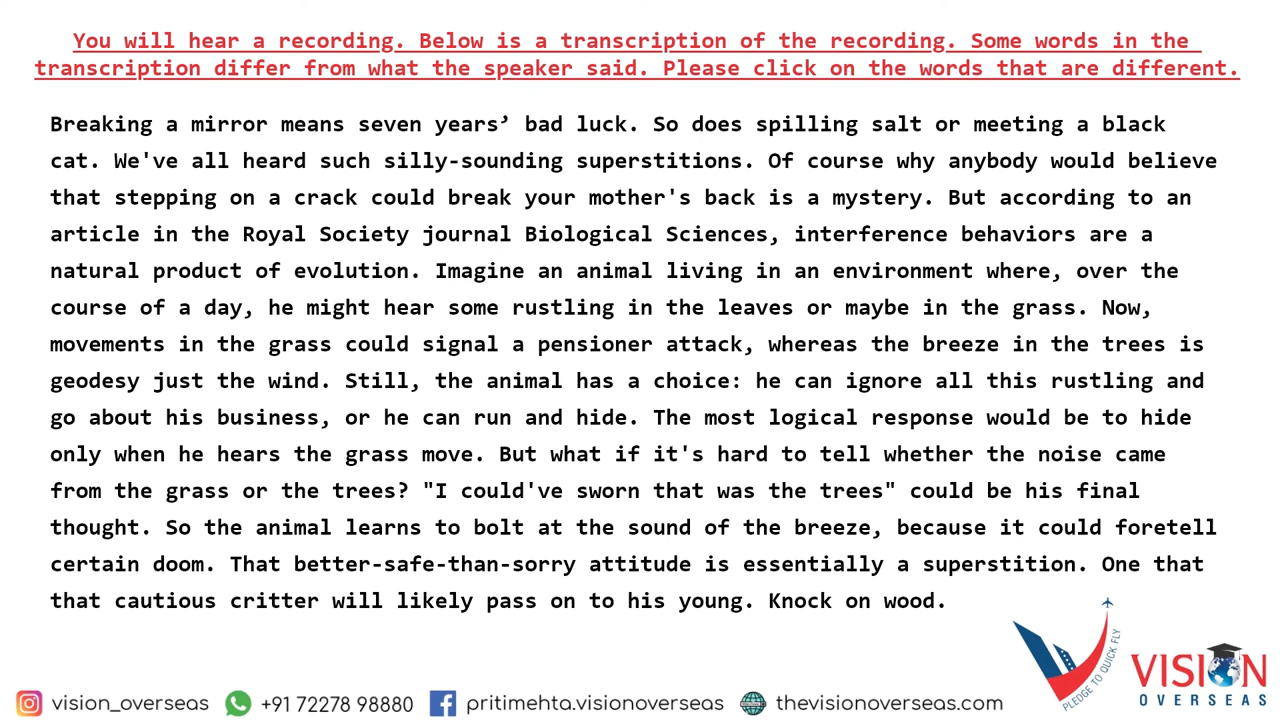 You will hear a recording. Below is a transcription of the recording. Some words in the
transcription differ from what the speaker said. Please click on the words that are different.
Breaking a mirror means seven years’ bad luck. So does spilling salt or meeting a black
cat. We've all heard such silly-sounding superstitions. Of course why anybody would believe
that stepping on a crack could break your mother's back is a mystery. But according to an
article in the Royal Society journal Biological Sciences, interference behaviors are a
natural product of evolution. Imagine an animal living in an environment where, over the
course of a day, he might hear some rustling in the leaves or maybe in the grass. Now,
movements in the grass could signal a pensioner attack, whereas the breeze in the trees is
geodesy just the wind. Still, the animal has a choice: he can ignore all this rustling and
go about his business, or he can run and hide. The most logical response would be to hide
only when he hears the grass move. But what if it's hard to tell whether the noise came
from the grass or the trees? "I could've sworn that was the trees" could be his final
thought. So the animal learns to bolt at the sound of the breeze, because it could foretell
certain doom. That better-safe-than-sorry attitude is essentially a superstition. One that
that cautious critter will likely pass on to his young. Knock on wood.
PLEDGE TO QUICK FLY
VISION
OVERSEAS
vision_overseas +91 72278 98880 pritimehta.visionoverseas thevisionoverseas.com